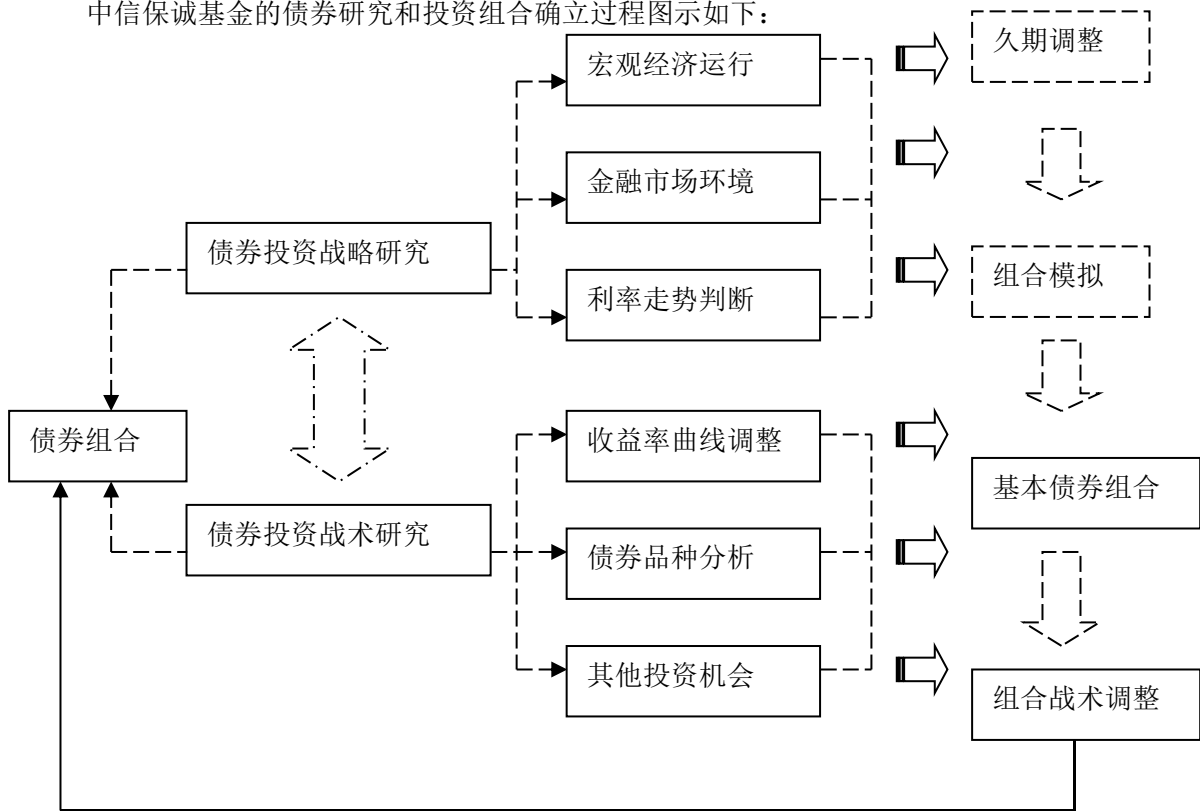 中信保诚基金的债券研究和投资组合确立过程图示如下：
宏观经济运行
久期调整
金融市场环境
债券投资战略研究
组合模拟
利率走势判断
债券组合
收益率曲线调整
基本债券组合
债券投资战术研究
债券品种分析
其他投资机会
组合战术调整